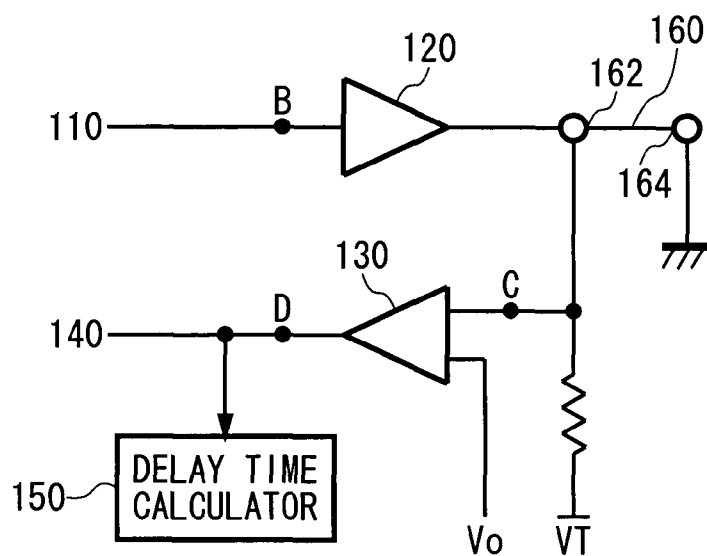 120
160
162
B
110
164
130
C
D
140
150
DELAY TIME
CALCULATOR
Vo
VT